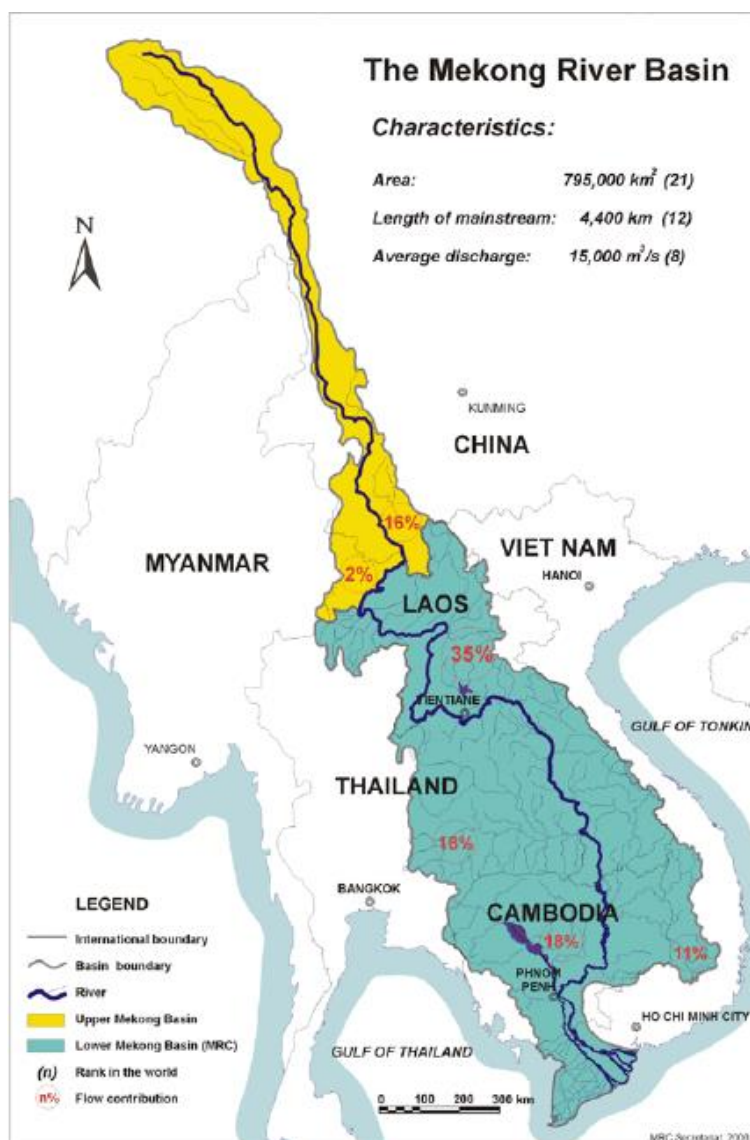 The Mekong River Basin
Characteristics:
Area: 795,000 km² (21)
Length of mainstream: 4,400 km (12)
Average discharge: 15,000 m³/s (8)
N
KUNMING
CHINA
16%
MYANMAR
VIET NAM
2%
HANOI
LAOS
35%
VIENTIANE
GULF OF TONKIN
YANGON
THAILAND
18%
BANGKOK
LEGEND
International boundary
Basin boundary
River
Upper Mekong Basin
Lower Mekong Basin (MRC)
(n) Rank in the world
n% Flow contribution
CAMBODIA
18%
11%
PHNOM
PENH
HO CHI MINH CITY
GULF OF THAILAND
0 100 200 300 km
MRC Secretariat, 2003